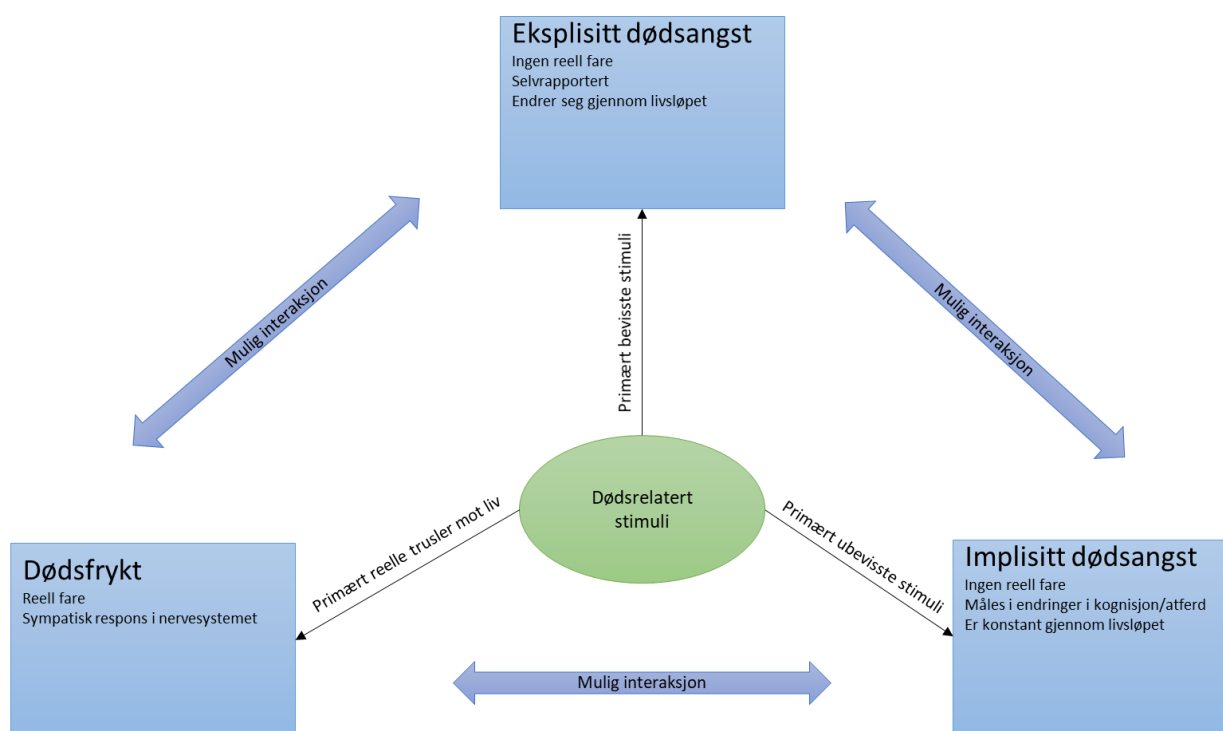 Eksplisitt dødsangst
Ingen reell fare
Selvrapportert
Endrer seg gjennom livsløpet
Mulig interaksjon
Primært bevisste stimuli
Mulig interaksjon
Dødsrelatert
stimuli
Primært reelle trusler mot liv
Primært ubevisste stimuli
Dødsfrykt
Reell fare
Sympatisk respons i nervesystemet
Implisitt dødsangst
Ingen reell fare
Måles i endringer i kognisjon/atferd
Er konstant gjennom livsløpet
Mulig interaksjon